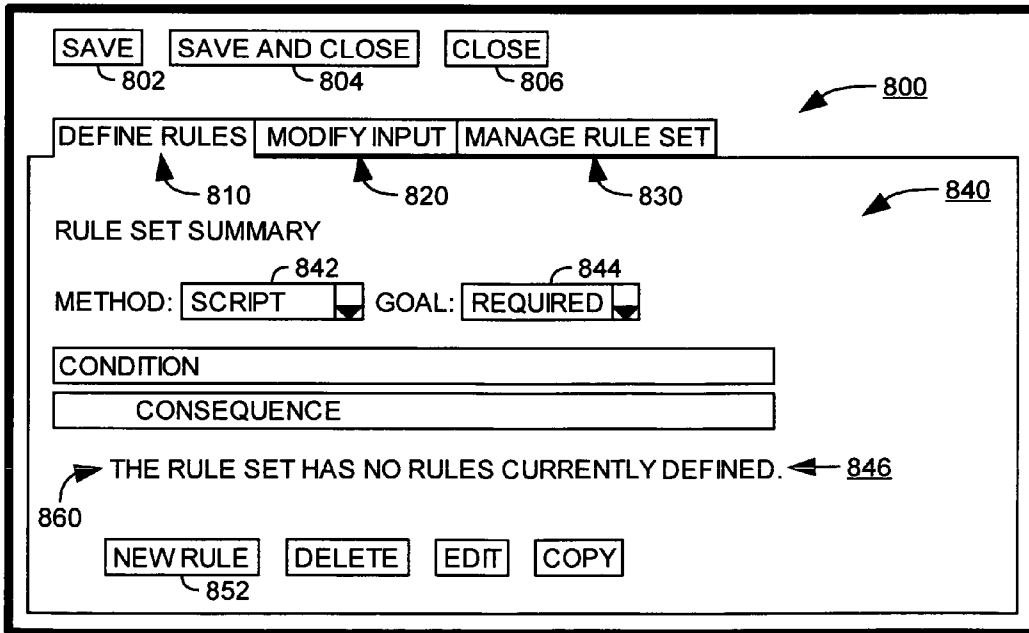 SAVE SAVE AND CLOSE CLOSE
802 804 806
800
DEFINE RULES MODIFY INPUT MANAGE RULE SET
810 820 830
840
RULE SET SUMMARY
842 844
METHOD: SCRIPT GOAL: REQUIRED
CONDITION
CONSEQUENCE
THE RULE SET HAS NO RULES CURRENTLY DEFINED. 846
860
NEW RULE DELETE EDIT COPY
852